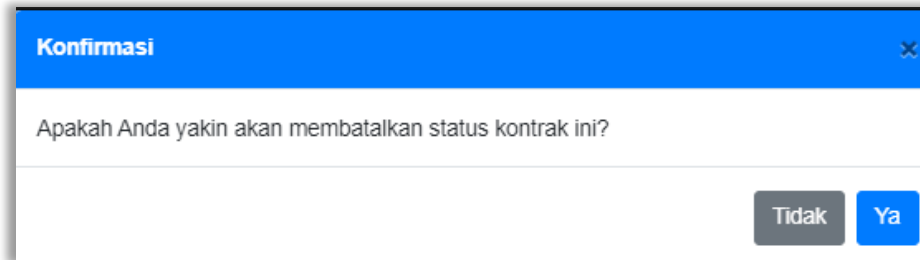 Konfirmasi ×
Apakah Anda yakin akan membatalkan status kontrak ini?
Tidak Ya